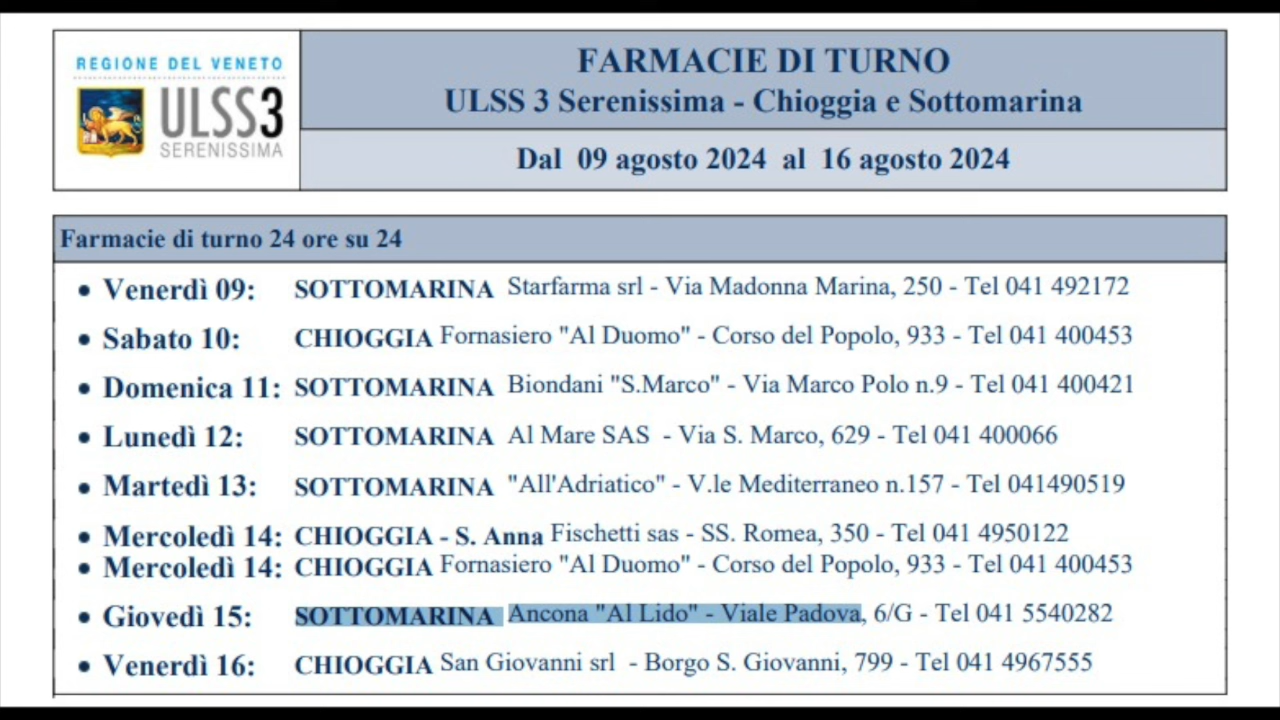 REGIONE DEL VENETO
ULSS3
SERENISSIMA
FARMACIE DI TURNO
ULSS 3 Serenissima - Chioggia e Sottomarina
Dal 09 agosto 2024 al 16 agosto 2024
Farmacie di turno 24 ore su 24
• Venerdì 09: SOTTOMARINA Starfarma srl - Via Madonna Marina, 250 - Tel 041 492172
• Sabato 10: CHIOGGIA Fornasiero "Al Duomo" - Corso del Popolo, 933 - Tel 041 400453
• Domenica 11: SOTTOMARINA Biondani "S.Marco" - Via Marco Polo n.9 - Tel 041 400421
• Lunedì 12: SOTTOMARINA Al Mare SAS - Via S. Marco, 629 - Tel 041 400066
• Martedì 13: SOTTOMARINA "All'Adriatico" - V.le Mediterraneo n.157 - Tel 041490519
• Mercoledì 14: CHIOGGIA - S. Anna Fischetti sas - SS. Romea, 350 - Tel 041 4950122
• Mercoledì 14: CHIOGGIA Fornasiero "Al Duomo" - Corso del Popolo, 933 - Tel 041 400453
• Giovedì 15: SOTTOMARINA Ancona "Al Lido" - Viale Padova, 6/G - Tel 041 5540282
• Venerdì 16: CHIOGGIA San Giovanni srl - Borgo S. Giovanni, 799 - Tel 041 4967555